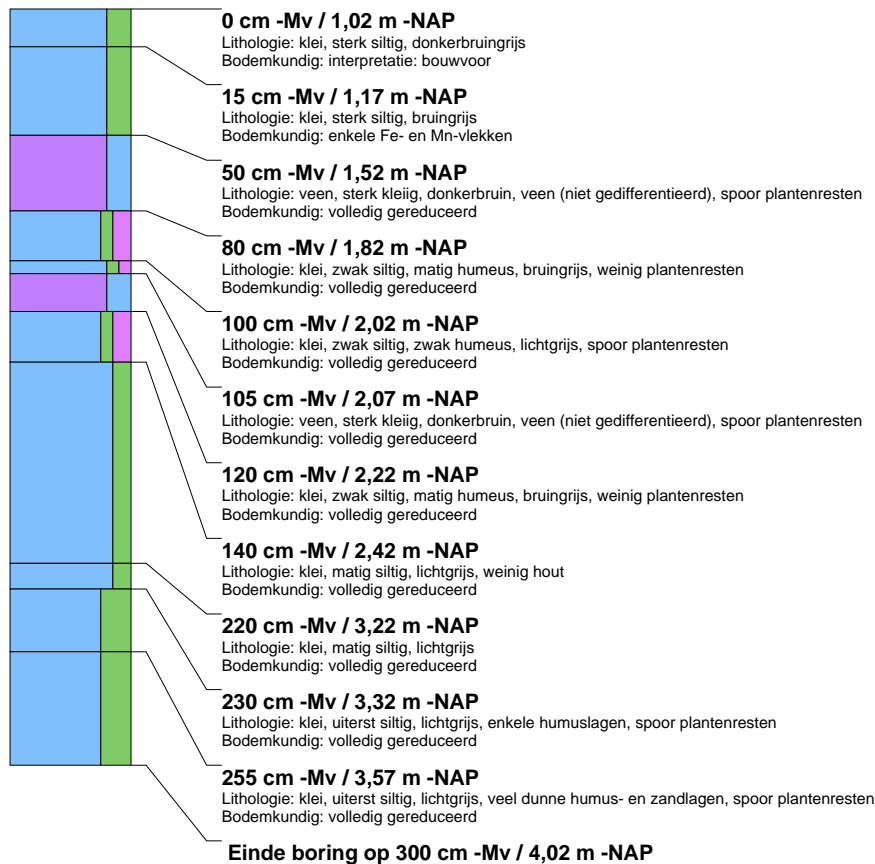 0 cm -Mv / 1,02 m -NAP
Lithologie: klei, sterk siltig, donkerbruingrijs
Bodemkundig: interpretatie: bouwvoor
15 cm -Mv / 1,17 m -NAP
Lithologie: klei, sterk siltig, bruingrijs
Bodemkundig: enkele Fe- en Mn-vlekken
50 cm -Mv / 1,52 m -NAP
Lithologie: veen, sterk kleiig, donkerbruin, veen (niet gedifferentieerd), spoor plantenresten
Bodemkundig: volledig gereduceerd
80 cm -Mv / 1,82 m -NAP
Lithologie: klei, zwak siltig, matig humeus, bruingrijs, weinig plantenresten
Bodemkundig: volledig gereduceerd
100 cm -Mv / 2,02 m -NAP
Lithologie: klei, zwak siltig, zwak humeus, lichtgrijs, spoor plantenresten
Bodemkundig: volledig gereduceerd
105 cm -Mv / 2,07 m -NAP
Lithologie: veen, sterk kleiig, donkerbruin, veen (niet gedifferentieerd), spoor plantenresten
Bodemkundig: volledig gereduceerd
120 cm -Mv / 2,22 m -NAP
Lithologie: klei, zwak siltig, matig humeus, bruingrijs, weinig plantenresten
Bodemkundig: volledig gereduceerd
140 cm -Mv / 2,42 m -NAP
Lithologie: klei, matig siltig, lichtgrijs, weinig hout
Bodemkundig: volledig gereduceerd
220 cm -Mv / 3,22 m -NAP
Lithologie: klei, matig siltig, lichtgrijs
Bodemkundig: volledig gereduceerd
230 cm -Mv / 3,32 m -NAP
Lithologie: klei, uiterst siltig, lichtgrijs, enkele humuslagen, spoor plantenresten
Bodemkundig: volledig gereduceerd
255 cm -Mv / 3,57 m -NAP
Lithologie: klei, uiterst siltig, lichtgrijs, veel dunne humus- en zandlagen, spoor plantenresten
Bodemkundig: volledig gereduceerd
Einde boring op 300 cm -Mv / 4,02 m -NAP